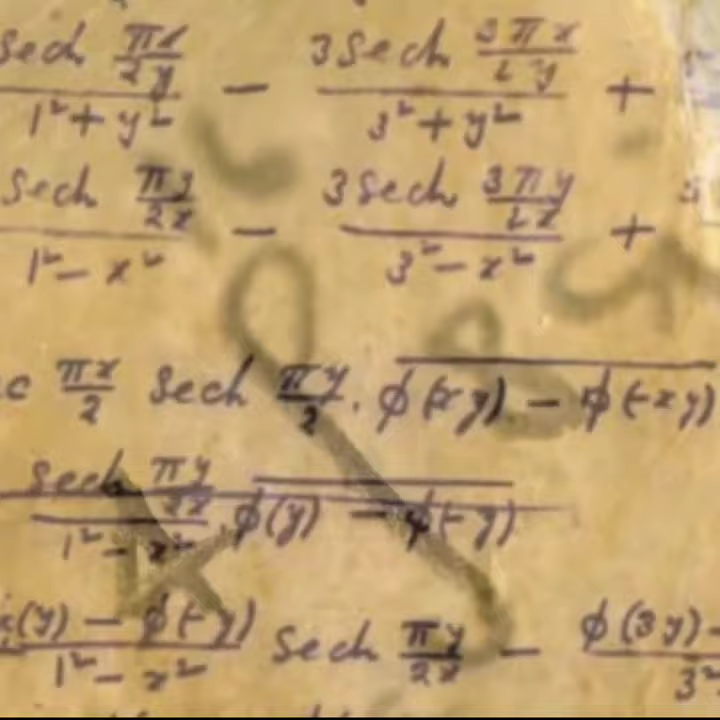 Sech πx/2y / 1²+y² − 3 Sech 3πx/2y / 3²+y² +
Sech πy/2x / 1²−x² − 3 Sech 3πy/2x / 3²−x² +
c πx/2 Sech πy/2 . ϕ(xy) − ϕ(−xy)
Sech πy/2x / 1²−x² . ϕ(y) − ϕ(−y)
(y) − ϕ(−y) / 1²−x² Sech πy/2x − ϕ(3y) − / 3²